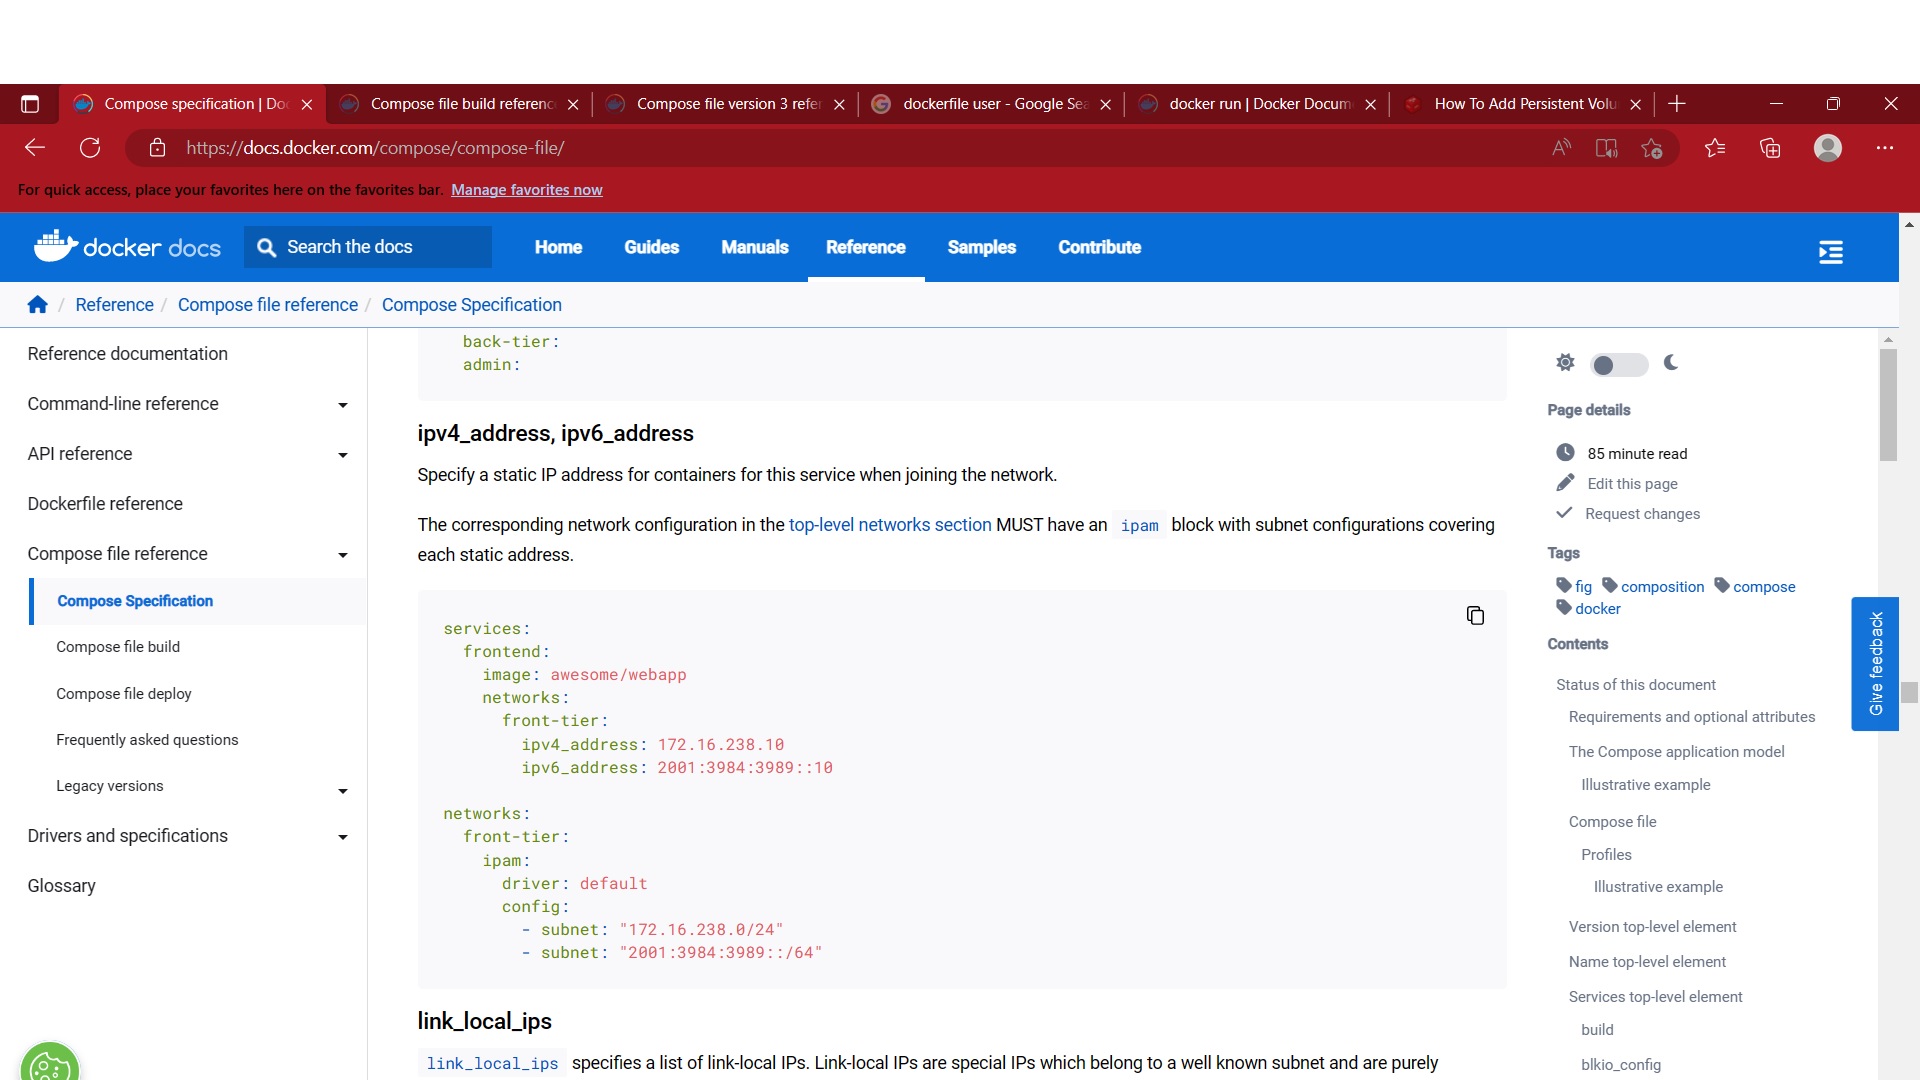 Compose specification | Do
Compose file build referenc
Compose file version 3 refer
dockerfile user - Google Sea
docker run | Docker Docum
How To Add Persistent Volu
https://docs.docker.com/compose/compose-file/
For quick access, place your favorites here on the favorites bar. Manage favorites now
docker docs
Search the docs
Home
Guides
Manuals
Reference
Samples
Contribute
/ Reference / Compose file reference / Compose Specification
Reference documentation
Command-line reference
API reference
Dockerfile reference
Compose file reference
Compose Specification
Compose file build
Compose file deploy
Frequently asked questions
Legacy versions
Drivers and specifications
Glossary
back-tier:
admin:
ipv4_address, ipv6_address
Specify a static IP address for containers for this service when joining the network.
The corresponding network configuration in the top-level networks section MUST have an ipam block with subnet configurations covering
each static address.
services:
frontend:
image: awesome/webapp
networks:
front-tier:
ipv4_address: 172.16.238.10
ipv6_address: 2001:3984:3989::10
networks:
front-tier:
ipam:
driver: default
config:
- subnet: "172.16.238.0/24"
- subnet: "2001:3984:3989::/64"
link_local_ips
link_local_ips specifies a list of link-local IPs. Link-local IPs are special IPs which belong to a well known subnet and are purely
Page details
85 minute read
Edit this page
Request changes
Tags
fig composition compose
docker
Contents
Status of this document
Requirements and optional attributes
The Compose application model
Illustrative example
Compose file
Profiles
Illustrative example
Version top-level element
Name top-level element
Services top-level element
build
blkio_config
Give feedback